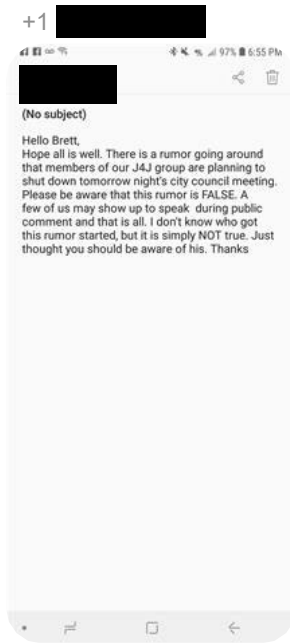 +1
97% 6:55 PM
(No subject)
Hello Brett,
Hope all is well. There is a rumor going around
that members of our J4J group are planning to
shut down tomorrow night's city council meeting.
Please be aware that this rumor is FALSE. A
few of us may show up to speak during public
comment and that is all. I don't know who got
this rumor started, but it is simply NOT true. Just
thought you should be aware of his. Thanks